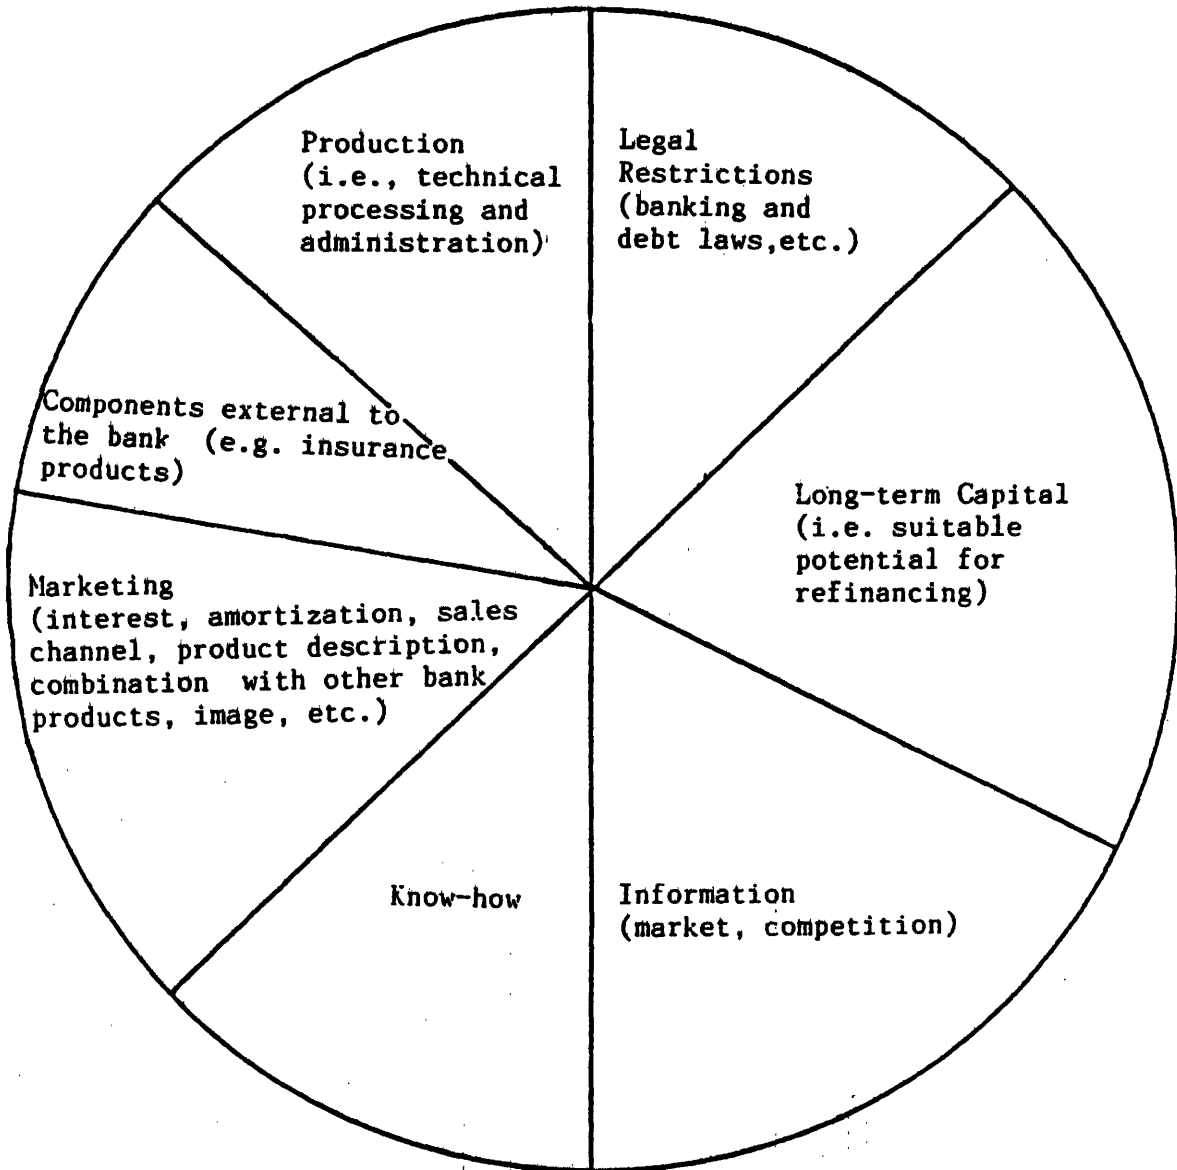 Production
(i.e., technical
processing and
administration)
Legal
Restrictions
(banking and
debt laws,etc.)
Components external to
the bank (e.g. insurance
products)
Long-term Capital
(i.e. suitable
potential for
refinancing)
Marketing
(interest, amortization, sales
channel, product description,
combination with other bank
products, image, etc.)
Know-how
Information
(market, competition)